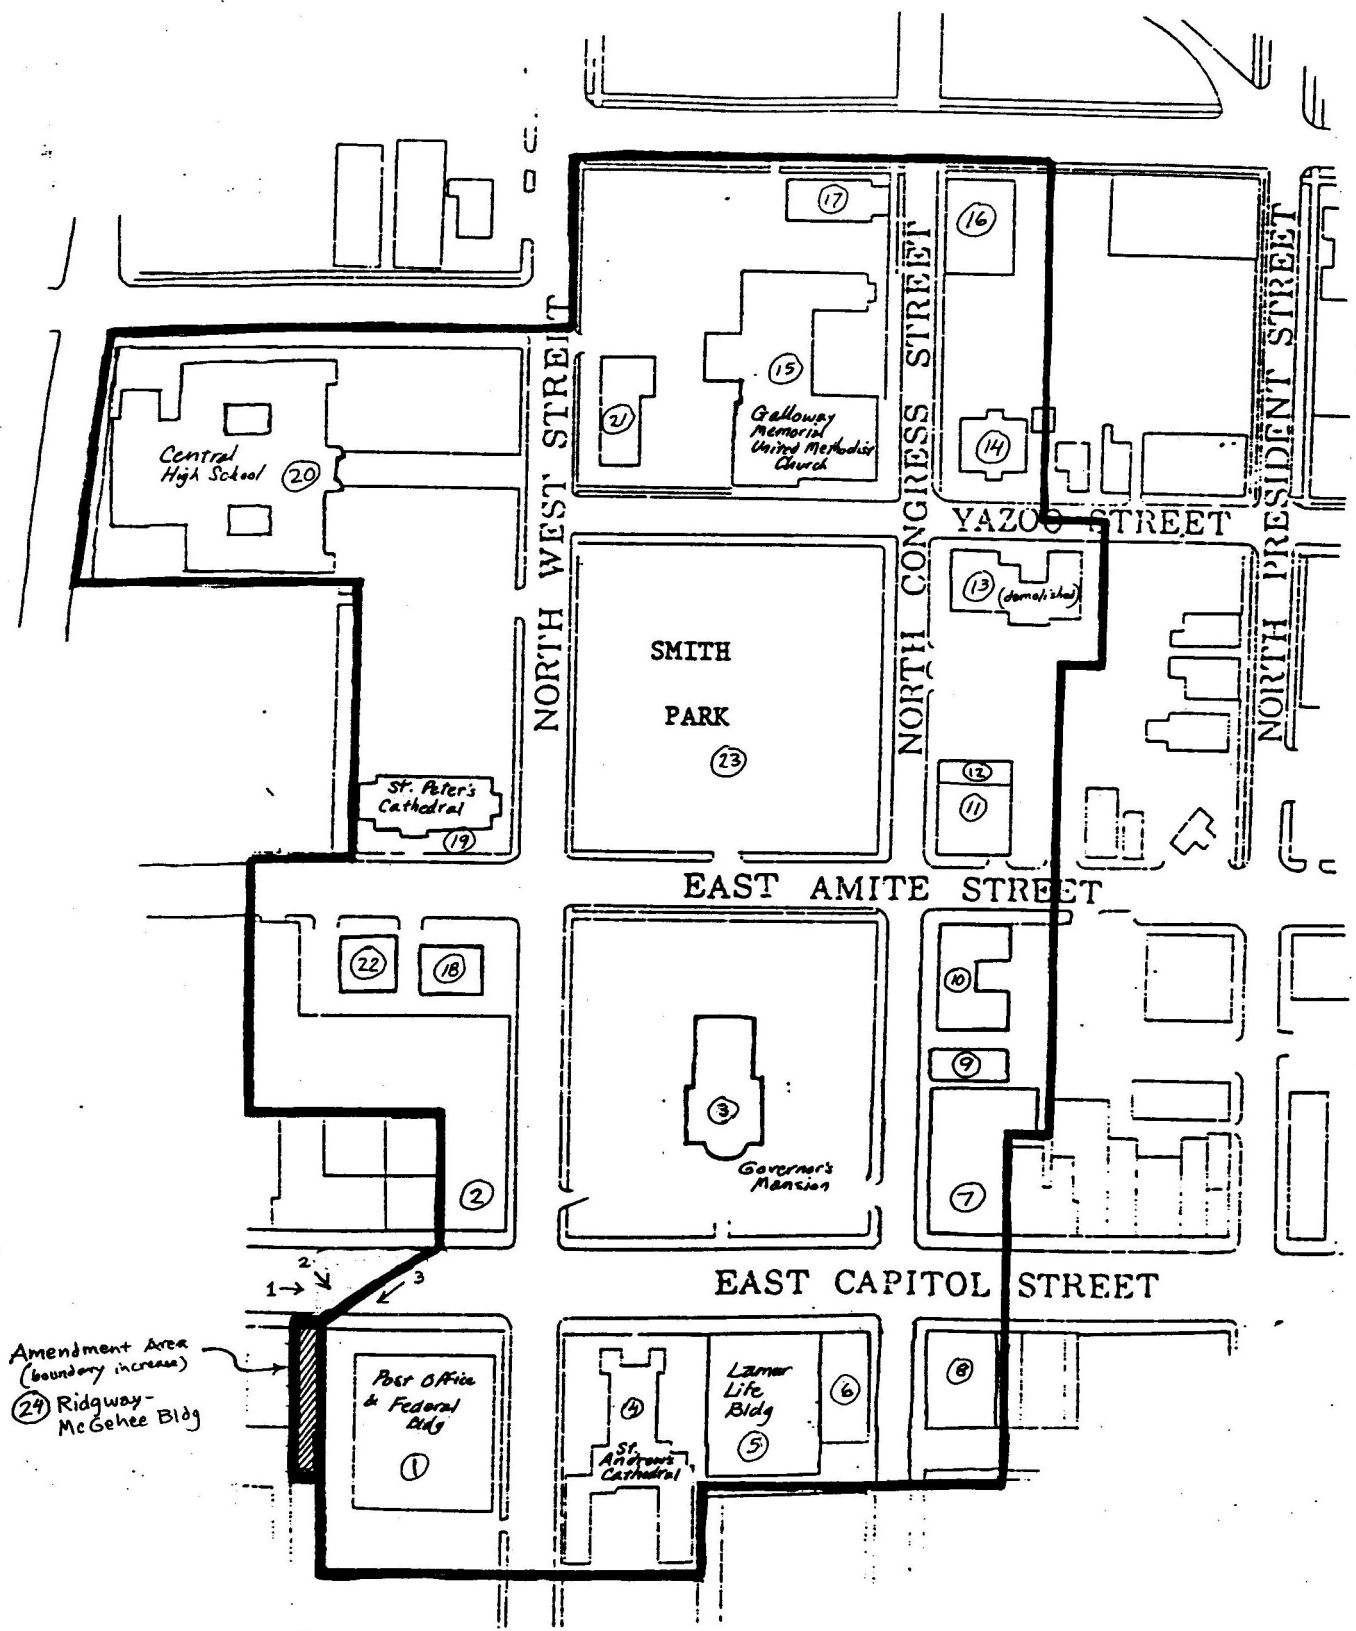 17
16
NORTH WEST STREET
NORTH CONGRESS STREET
NORTH PRESIDENT STREET
15
Galloway
Memorial
United Methodist
Church
21
14
Central
High School
20
YAZOO STREET
13
(demolished)
SMITH
PARK
23
12
11
St. Peter's
Cathedral
19
EAST AMITE STREET
22
18
10
9
3
Governor's
Mansion
2
7
2
1
3
EAST CAPITOL STREET
Amendment Area
(boundary increase)
24 Ridgway-
McGehee Bldg
Post Office
& Federal
Bldg
1
4
St.
Andrew's
Cathedral
Lamar
Life
Bldg
5
6
8